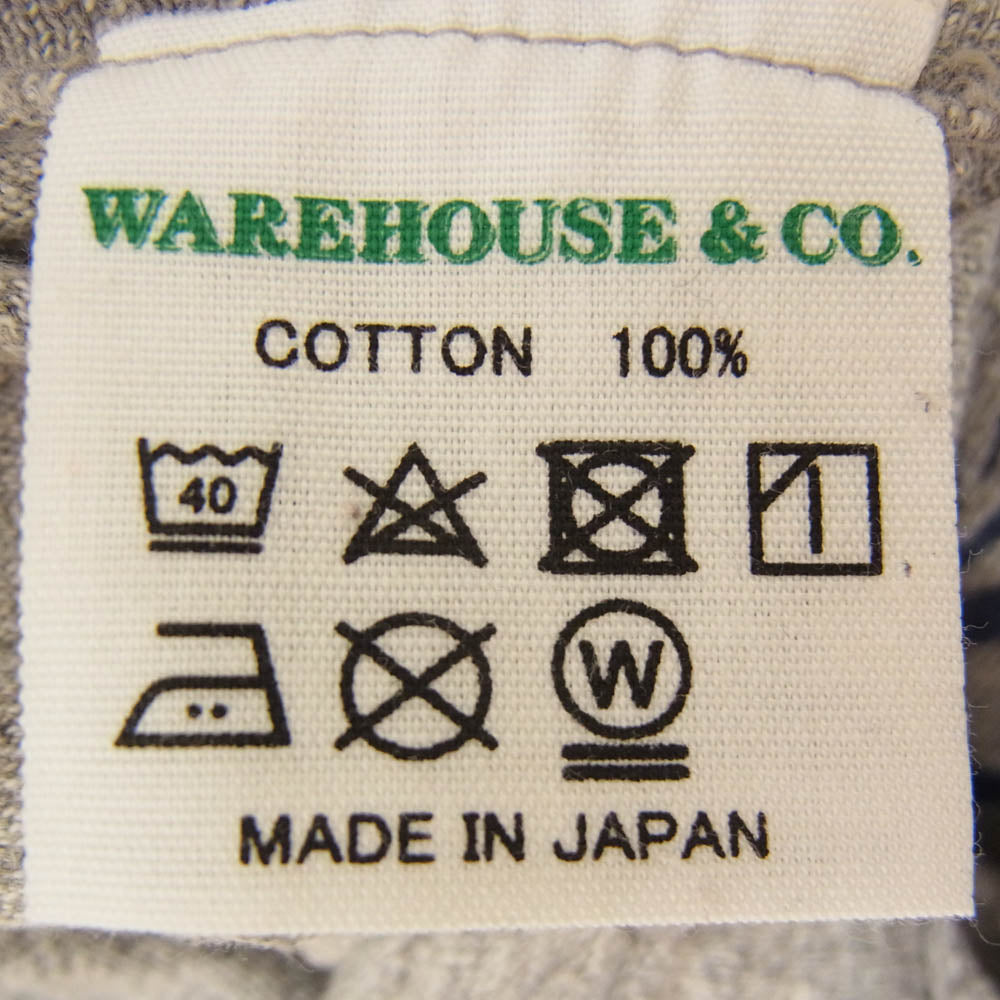 WAREHOUSE & CO.
COTTON 100%
40
W
MADE IN JAPAN